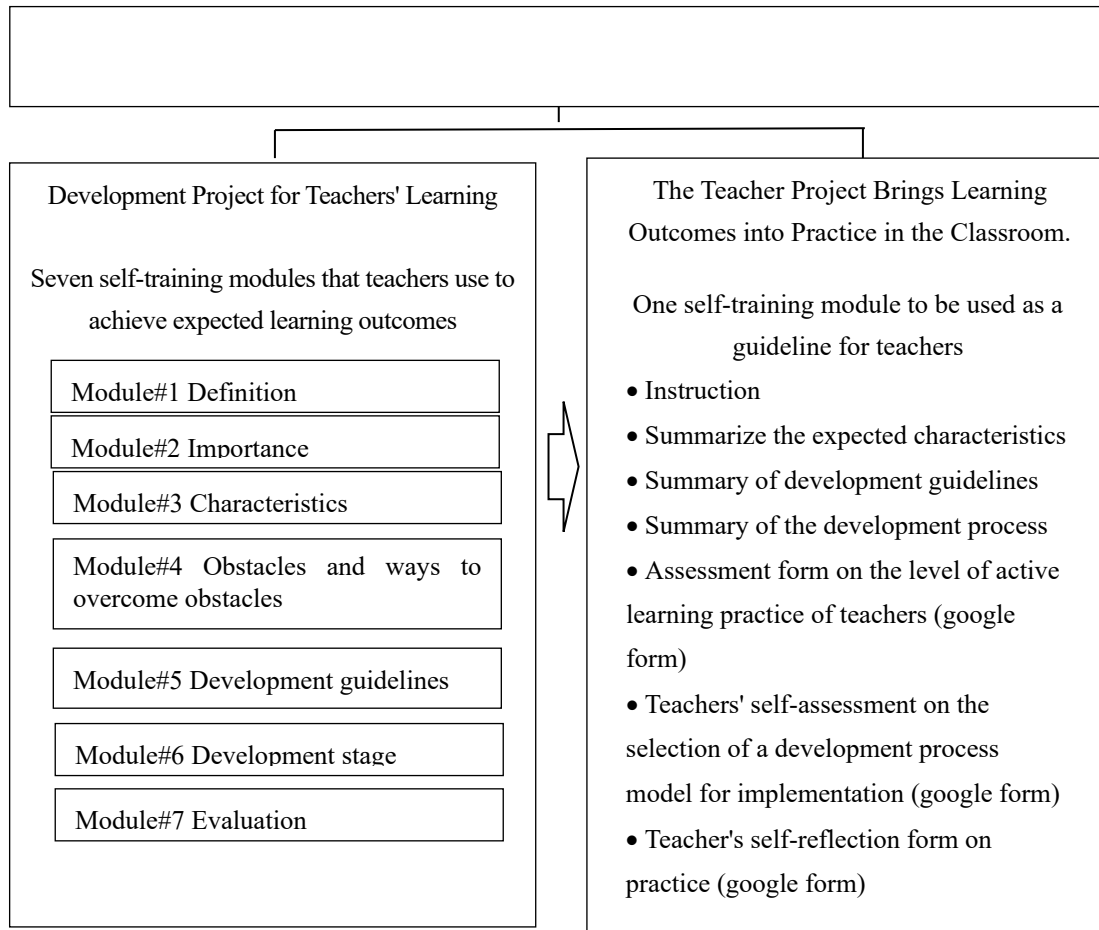 Development Project for Teachers' Learning
Seven self-training modules that teachers use to
achieve expected learning outcomes
Module#1 Definition
Module#2 Importance
Module#3 Characteristics
Module#4 Obstacles and ways to
overcome obstacles
Module#5 Development guidelines
Module#6 Development stage
Module#7 Evaluation
The Teacher Project Brings Learning
Outcomes into Practice in the Classroom.
One self-training module to be used as a
guideline for teachers
• Instruction
• Summarize the expected characteristics
• Summary of development guidelines
• Summary of the development process
• Assessment form on the level of active
learning practice of teachers (google
form)
• Teachers' self-assessment on the
selection of a development process
model for implementation (google form)
• Teacher's self-reflection form on
practice (google form)